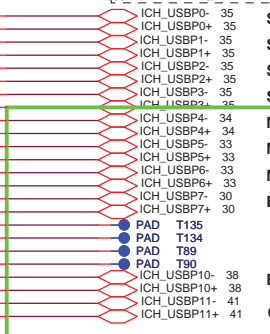 ICH_USBP0- 35 S
ICH_USBP0+ 35
ICH_USBP1- 35 S
ICH_USBP1+ 35
ICH_USBP2- 35 S
ICH_USBP2+ 35
ICH_USBP3- 35 S
ICH_USBP3+ 35
ICH_USBP4- 34
ICH_USBP4+ 34
ICH_USBP5- 33
ICH_USBP5+ 33
ICH_USBP6- 33
ICH_USBP6+ 33
ICH_USBP7- 30
ICH_USBP7+ 30
PAD T135
PAD T134
PAD T89
PAD T90
ICH_USBP10- 38
ICH_USBP10+ 38
ICH_USBP11- 41
ICH_USBP11+ 41